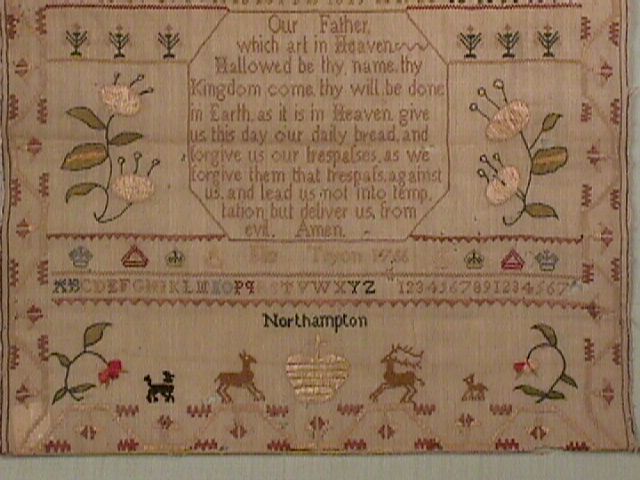 Our Father,
which art in Heaven
Hallowed be thy, name, thy
Kingdom come, thy will, be done
in Earth, as it is in Heaven, give
us this day our daily bread, and
forgive us our trespaſses, as we
forgive them that trespaſs, against
us, and lead us not into temp,
tation, but deliver us, from
evil, Amen,
Tryon
ABCDEFGHIKLMNOPq STVWXYZ 12345678912345 67
Northampton